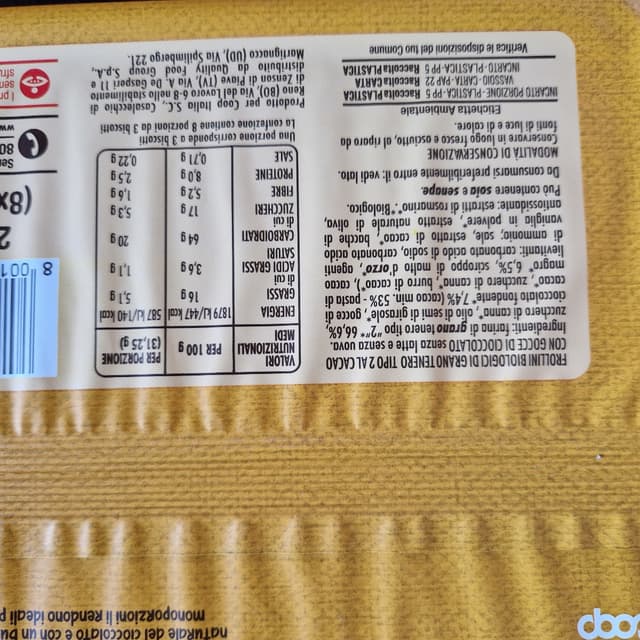 coop
naturale del cioccolato e con un
monoporzioni li rendono ideali
FROLLINI BIOLOGICI DI GRANO TENERO TIPO 2 AL CACAO
CON GOCCE DI CIOCCOLATO senza latte e senza uova.
Ingredienti: farina di grano tenero tipo "2"* 66,6%,
zucchero di canna*, olio di semi di girasole*, gocce di
cioccolato fondente* 7,4% (cacao min. 53% - pasta di
cacao*, zucchero di canna*, burro di cacao*), cacao
magro* 6,5%, sciroppo di malto d'orzo*, agenti
lievitanti: carbonato acido di sodio, carbonato acido
di ammonio; sale, estratto di cacao*, bacche di
vaniglia in polvere*, estratto naturale di olivo,
antiossidante: estratti di rosmarino*. *Biologico.
Può contenere soia e senape.
Da consumarsi preferibilmente entro il: vedi lato.
MODALITÀ DI CONSERVAZIONE
Conservare in luogo fresco e asciutto, al riparo da
fonti di luce e di calore.
Etichetta Ambientale
INCARTO PORZIONE-PLASTICA-PP 5 Raccolta PLASTICA
VASSOIO-CARTA-PAP 22 Raccolta CARTA
INCARTO-PLASTICA-PP 5 Raccolta PLASTICA
Verifica le disposizioni del tuo Comune
VALORI NUTRIZIONALI MEDI PER 100 g PER PORZIONE (31,25 g)
ENERGIA 1879 kJ/447 kcal 587 kJ/140 kcal
GRASSI 16 g 5,1 g
di cui
ACIDI GRASSI SATURI 3,6 g 1,1 g
CARBOIDRATI 64 g 20 g
di cui
ZUCCHERI 17 g 5,3 g
FIBRE 5,2 g 1,6 g
PROTEINE 8,0 g 2,5 g
SALE 0,71 g 0,22 g
Una porzione corrisponde a 3 biscotti
La confezione contiene 8 porzioni da 3 biscotti
Prodotto per Coop Italia S.C., Casalecchio di
Reno (BO), Via del Lavoro 6-8 nello stabilimento
di Zenson di Piave (TV), Via A. De Gasperi 11 e
distribuito da Quality Food Group S.p.A.,
Martignacco (UD), Via Spilimbergo 221.
8 001
2
(8x
80
www
I pro
sen